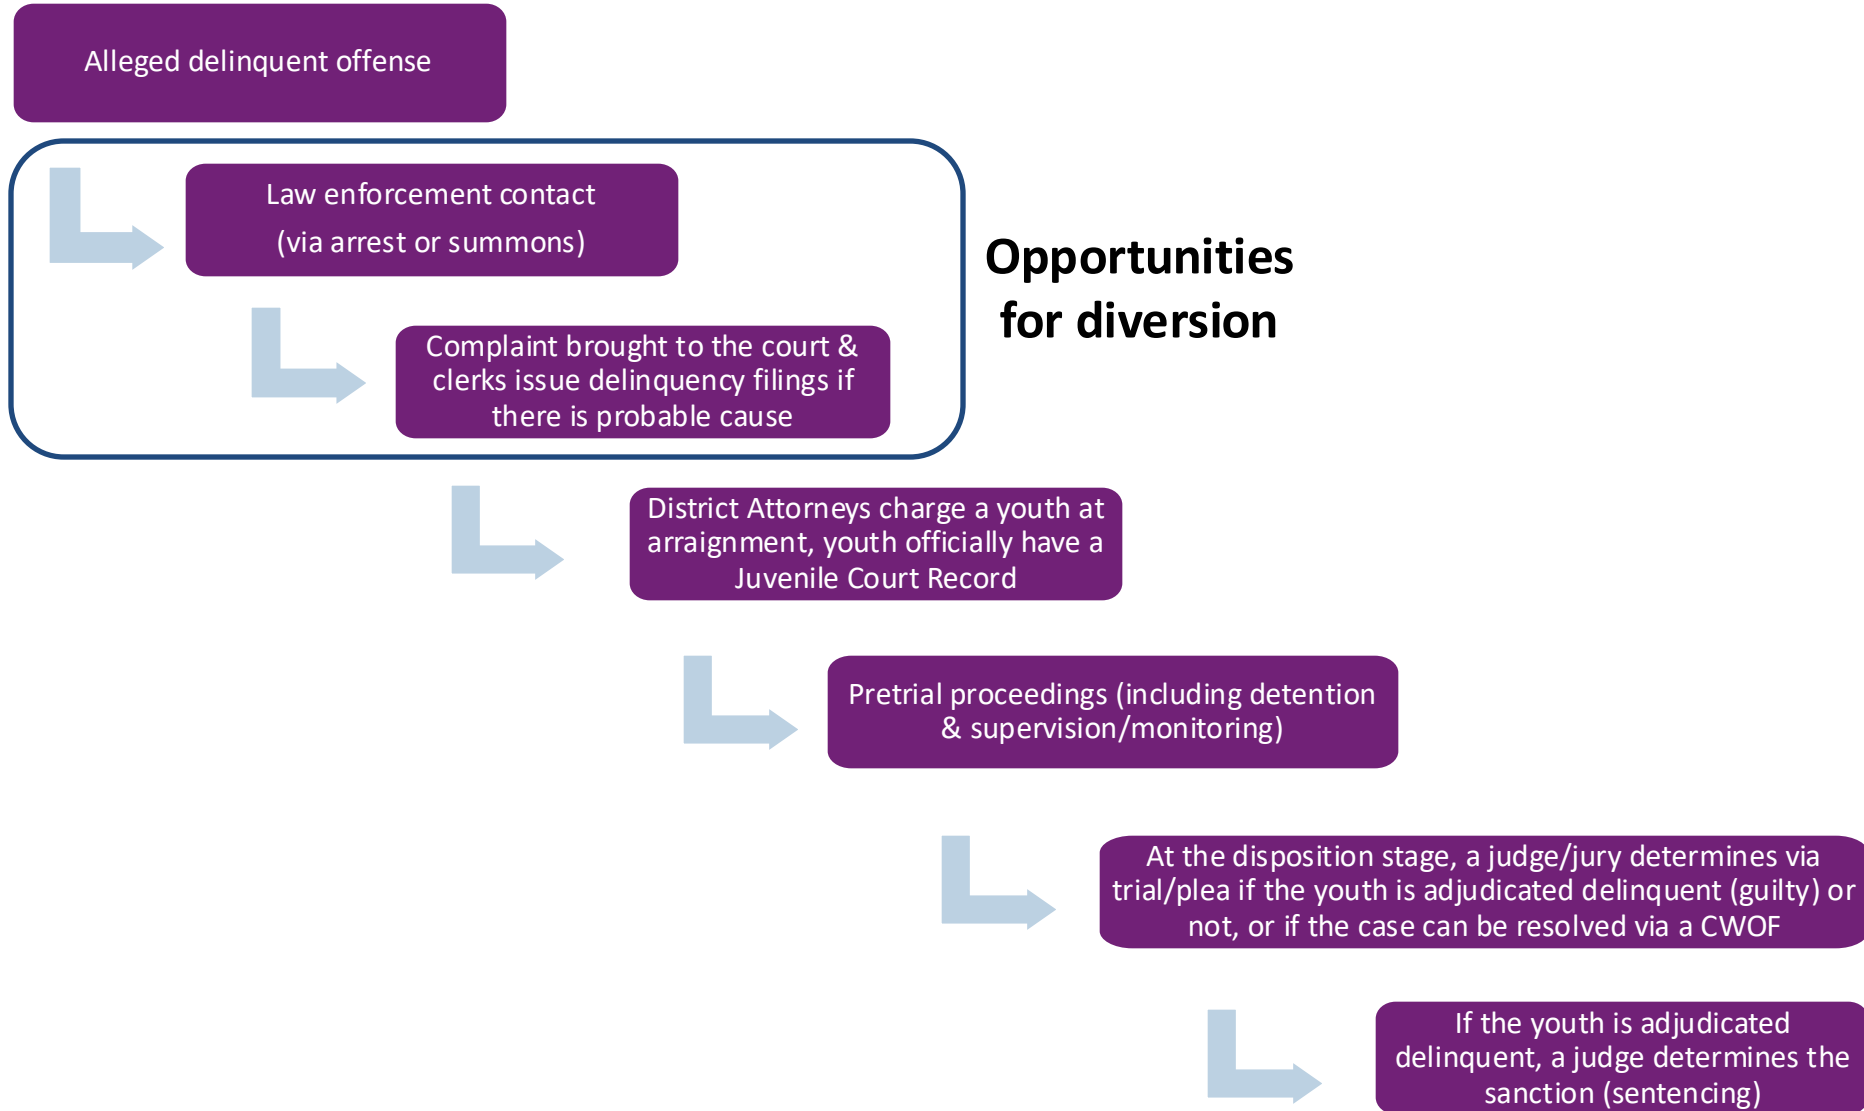 Alleged delinquent offense
Law enforcement contact
(via arrest or summons)
Opportunities
for diversion
Complaint brought to the court &
clerks issue delinquency filings if
there is probable cause
District Attorneys charge a youth at
arraignment, youth officially have a
Juvenile Court Record
Pretrial proceedings (including detention
& supervision/monitoring)
At the disposition stage, a judge/jury determines via
trial/plea if the youth is adjudicated delinquent (guilty) or
not, or if the case can be resolved via a CWOF
If the youth is adjudicated
delinquent, a judge determines the
sanction (sentencing)